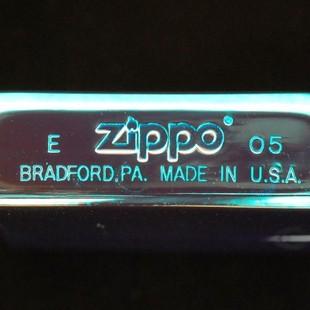 E zippo® 05
BRADFORD,PA. MADE IN U.S.A.